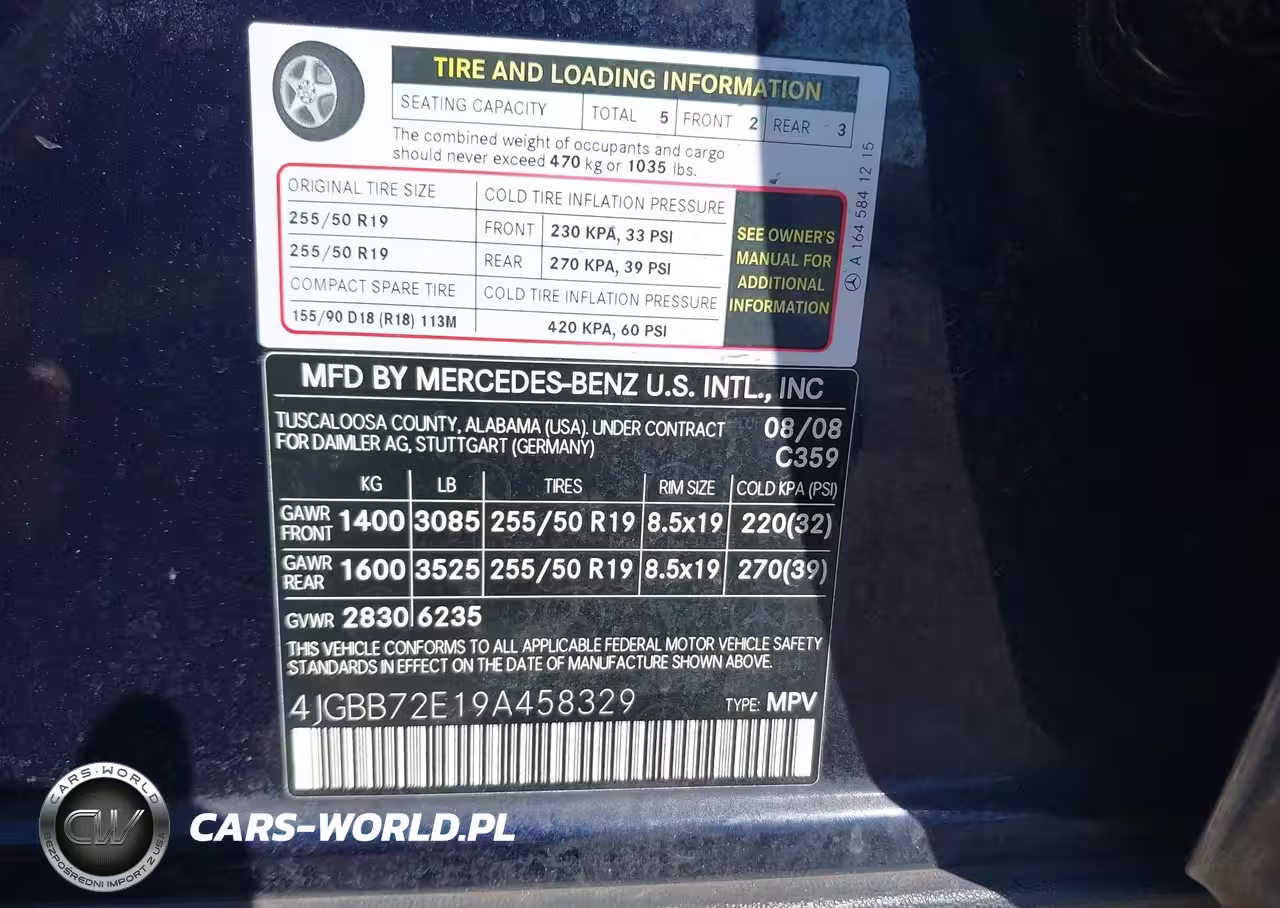 TIRE AND LOADING INFORMATION
SEATING CAPACITY TOTAL 5 FRONT 2 REAR 3
The combined weight of occupants and cargo
should never exceed 470 kg or 1035 lbs.
ORIGINAL TIRE SIZE COLD TIRE INFLATION PRESSURE
255/50 R19 FRONT 230 KPA, 33 PSI
255/50 R19 REAR 270 KPA, 39 PSI
COMPACT SPARE TIRE COLD TIRE INFLATION PRESSURE
155/90 D18 (R18) 113M 420 KPA, 60 PSI
SEE OWNER'S
MANUAL FOR
ADDITIONAL
INFORMATION
A 164 584 12 15
MFD BY MERCEDES-BENZ U.S. INTL., INC
TUSCALOOSA COUNTY, ALABAMA (USA). UNDER CONTRACT 08/08
FOR DAIMLER AG, STUTTGART (GERMANY) C359
KG LB TIRES RIM SIZE COLD KPA (PSI)
GAWR FRONT 1400 3085 255/50 R19 8.5x19 220(32)
GAWR REAR 1600 3525 255/50 R19 8.5x19 270(39)
GVWR 2830 6235
THIS VEHICLE CONFORMS TO ALL APPLICABLE FEDERAL MOTOR VEHICLE SAFETY
STANDARDS IN EFFECT ON THE DATE OF MANUFACTURE SHOWN ABOVE.
4JGBB72E19A458329 TYPE: MPV
CARS-WORLD
CW
BEZPOŚREDNI IMPORT Z USA
CARS-WORLD.PL